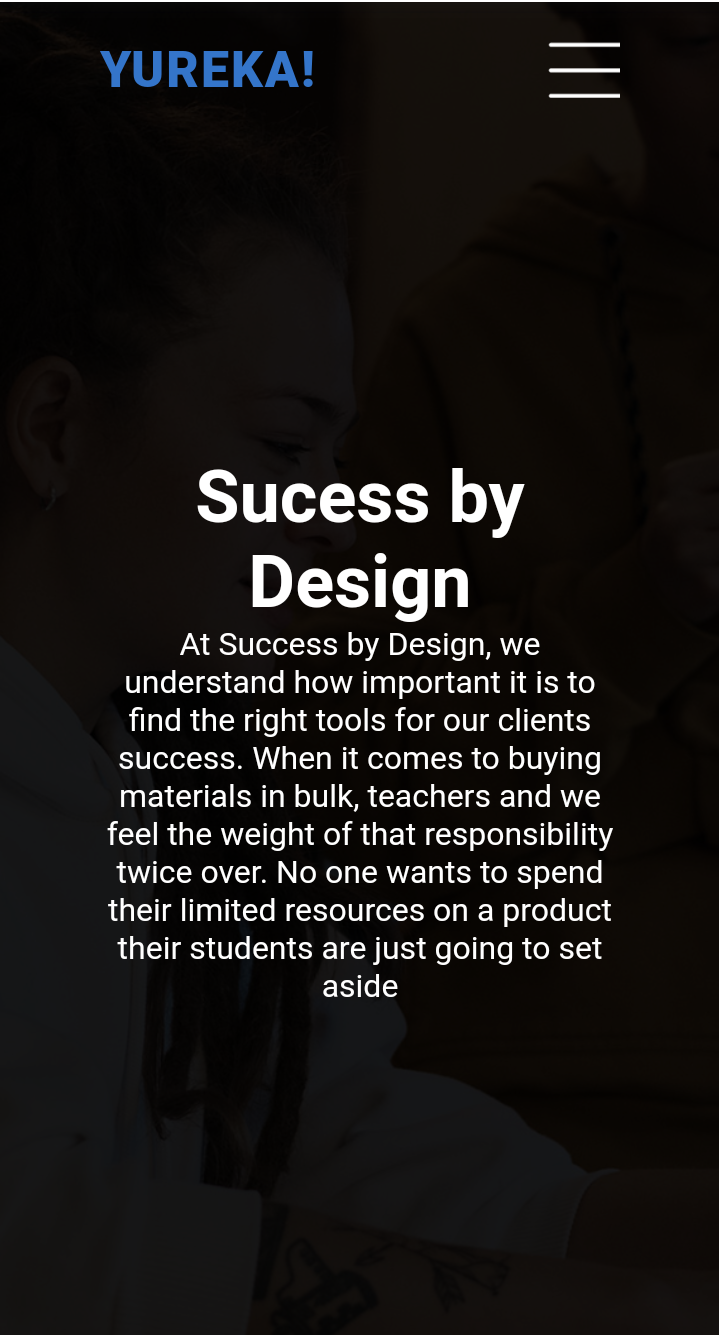 YUREKA!
Sucess by
Design
At Success by Design, we
understand how important it is to
find the right tools for our clients
success. When it comes to buying
materials in bulk, teachers and we
feel the weight of that responsibility
twice over. No one wants to spend
their limited resources on a product
their students are just going to set
aside